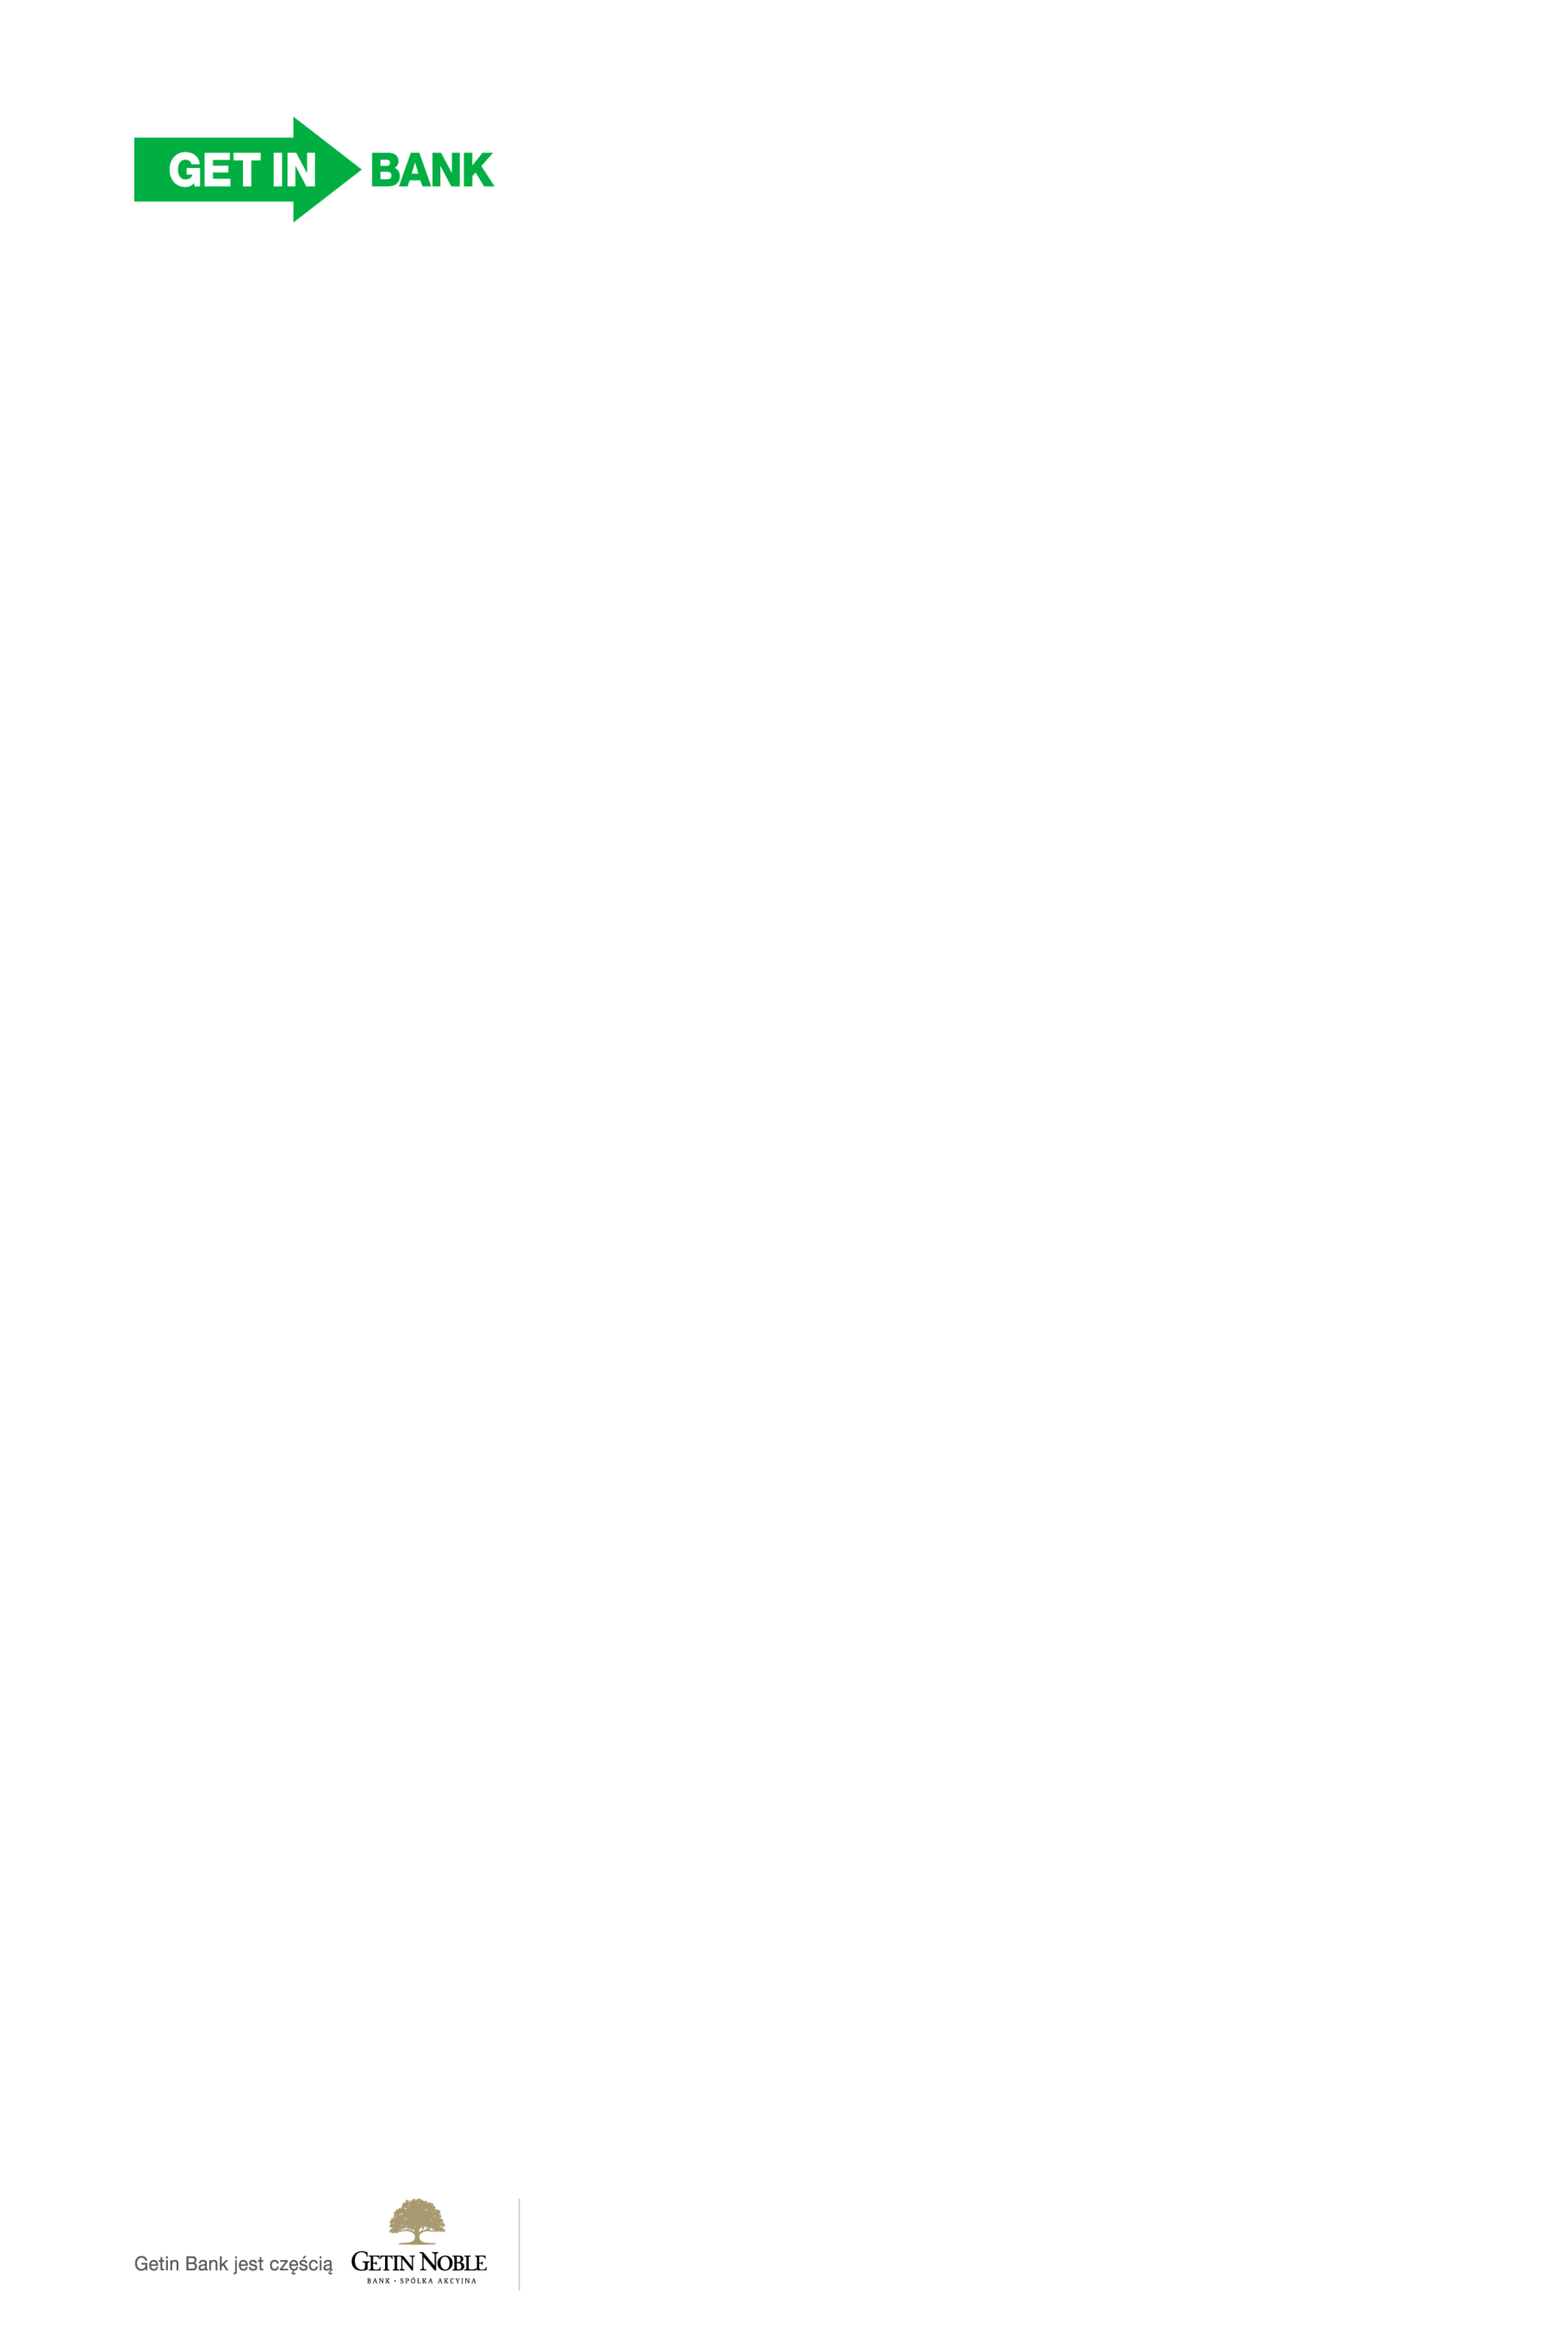 GET IN BANK
Getin Bank jest częścią
GETIN NOBLE
BANK · SPÓŁKA AKCYJNA